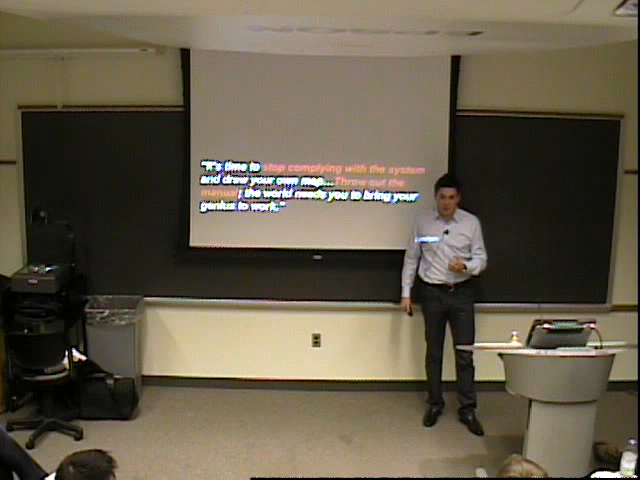 "It's time to stop complying with the system
and draw your own map...Throw out the
manual; the world needs you to bring your
genius to work."